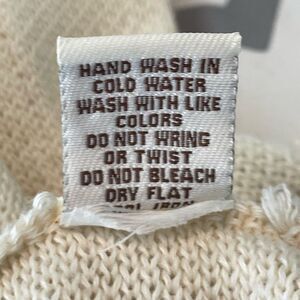 HAND WASH IN
COLD WATER
WASH WITH LIKE
COLORS
DO NOT WRING
OR TWIST
DO NOT BLEACH
DRY FLAT
IRON